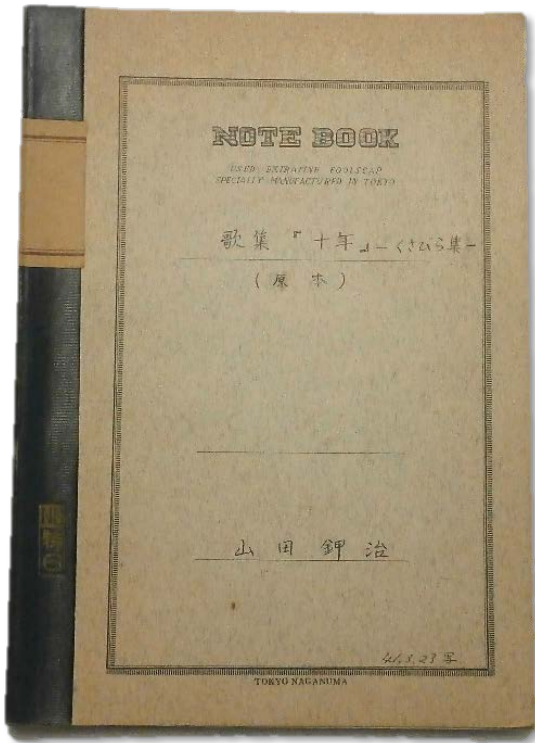 NOTE BOOK
USED EXTRAFINE FOOLSCAP
SPECIALLY MANUFACTURED IN TOKYO
歌集『十年』—くさびら集—
(原本)
山田鉀治
写
TOKYO NAGANUMA